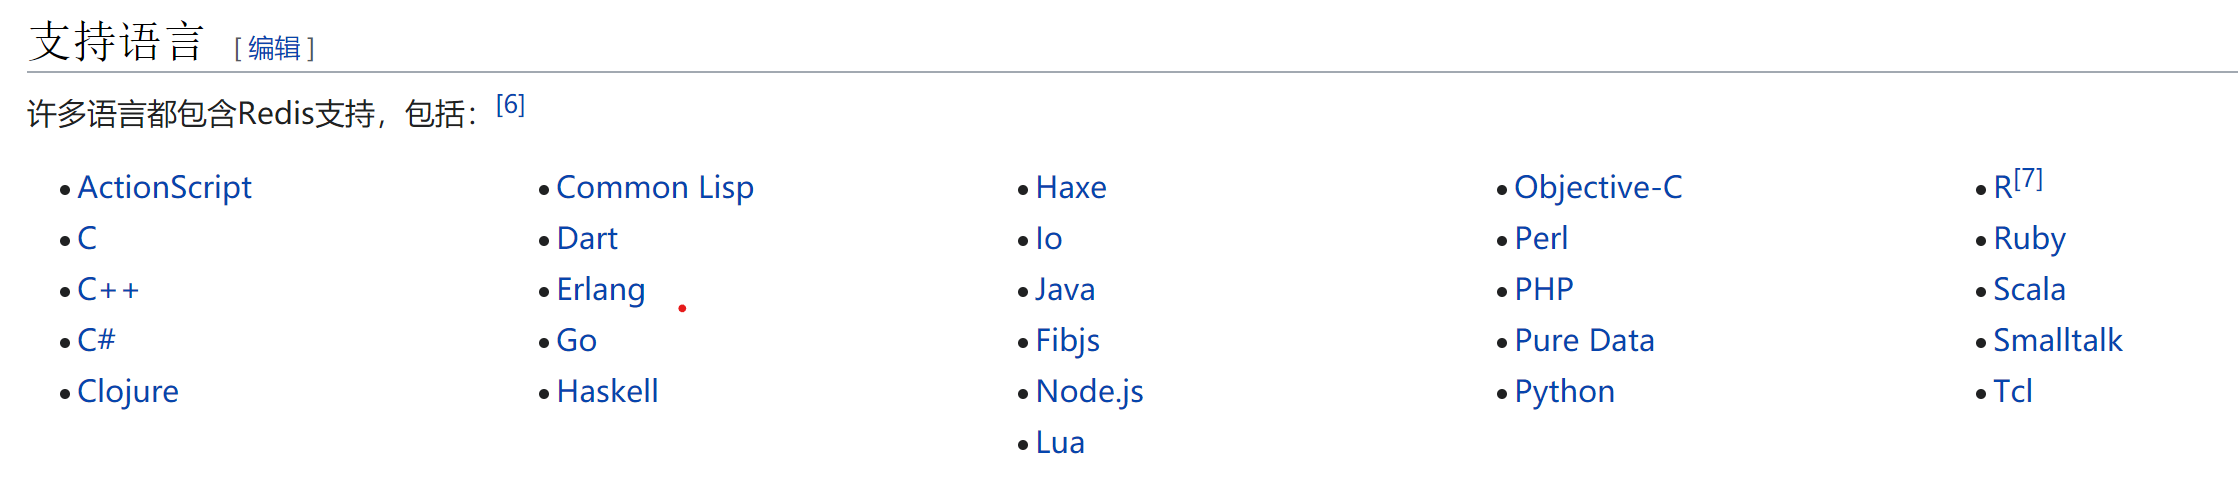 支持语言 [编辑]
许多语言都包含Redis支持，包括：[6]
ActionScript
C
C++
C#
Clojure
Common Lisp
Dart
Erlang
Go
Haskell
Haxe
Io
Java
Fibjs
Node.js
Lua
Objective-C
Perl
PHP
Pure Data
Python
R[7]
Ruby
Scala
Smalltalk
Tcl